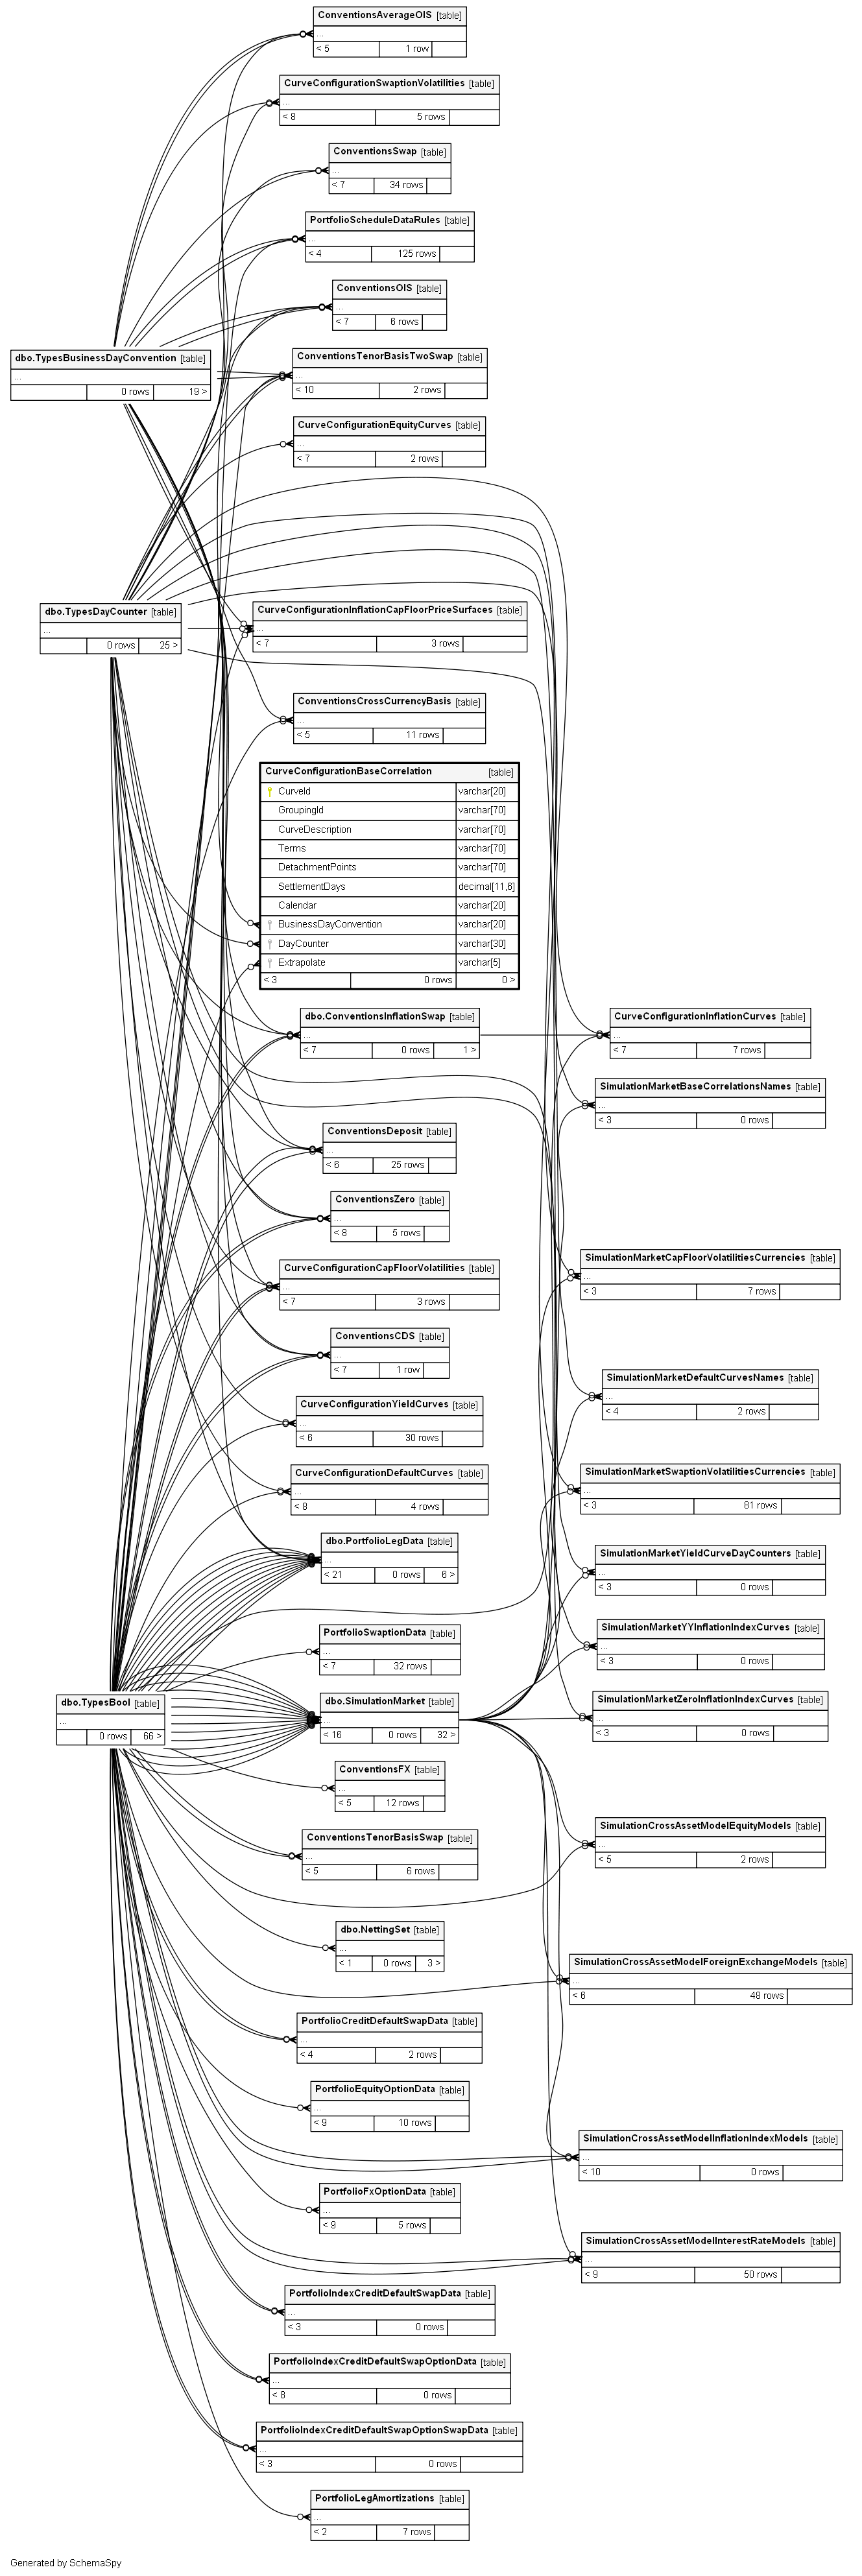 ConventionsAverageOIS [table]
...
< 5 1 row
CurveConfigurationSwaptionVolatilities [table]
...
< 8 5 rows
ConventionsSwap [table]
...
< 7 34 rows
PortfolioScheduleDataRules [table]
...
< 4 125 rows
ConventionsOIS [table]
...
< 7 6 rows
dbo.TypesBusinessDayConvention [table]
...
0 rows 19 >
ConventionsTenorBasisTwoSwap [table]
...
< 10 2 rows
CurveConfigurationEquityCurves [table]
...
< 7 2 rows
dbo.TypesDayCounter [table]
...
0 rows 25 >
CurveConfigurationInflationCapFloorPriceSurfaces [table]
...
< 7 3 rows
ConventionsCrossCurrencyBasis [table]
...
< 5 11 rows
CurveConfigurationBaseCorrelation [table]
CurveId varchar[20]
GroupingId varchar[70]
CurveDescription varchar[70]
Terms varchar[70]
DetachmentPoints varchar[70]
SettlementDays decimal[11,6]
Calendar varchar[20]
BusinessDayConvention varchar[20]
DayCounter varchar[30]
Extrapolate varchar[5]
< 3 0 rows 0 >
dbo.ConventionsInflationSwap [table]
...
< 7 0 rows 1 >
CurveConfigurationInflationCurves [table]
...
< 7 7 rows
SimulationMarketBaseCorrelationsNames [table]
...
< 3 0 rows
ConventionsDeposit [table]
...
< 6 25 rows
ConventionsZero [table]
...
< 8 5 rows
CurveConfigurationCapFloorVolatilities [table]
...
< 7 3 rows
SimulationMarketCapFloorVolatilitiesCurrencies [table]
...
< 3 7 rows
ConventionsCDS [table]
...
< 7 1 row
SimulationMarketDefaultCurvesNames [table]
...
< 4 2 rows
CurveConfigurationYieldCurves [table]
...
< 6 30 rows
CurveConfigurationDefaultCurves [table]
...
< 8 4 rows
SimulationMarketSwaptionVolatilitiesCurrencies [table]
...
< 3 81 rows
dbo.PortfolioLegData [table]
...
< 21 0 rows 6 >
SimulationMarketYieldCurveDayCounters [table]
...
< 3 0 rows
PortfolioSwaptionData [table]
...
< 7 32 rows
SimulationMarketYYInflationIndexCurves [table]
...
< 3 0 rows
dbo.TypesBool [table]
...
0 rows 66 >
dbo.SimulationMarket [table]
...
< 16 0 rows 32 >
SimulationMarketZeroInflationIndexCurves [table]
...
< 3 0 rows
ConventionsFX [table]
...
< 5 12 rows
ConventionsTenorBasisSwap [table]
...
< 5 6 rows
SimulationCrossAssetModelEquityModels [table]
...
< 5 2 rows
dbo.NettingSet [table]
...
< 1 0 rows 3 >
SimulationCrossAssetModelForeignExchangeModels [table]
...
< 6 48 rows
PortfolioCreditDefaultSwapData [table]
...
< 4 2 rows
PortfolioEquityOptionData [table]
...
< 9 10 rows
SimulationCrossAssetModelInflationIndexModels [table]
...
< 10 0 rows
PortfolioFxOptionData [table]
...
< 9 5 rows
SimulationCrossAssetModelInterestRateModels [table]
...
< 9 50 rows
PortfolioIndexCreditDefaultSwapData [table]
...
< 3 0 rows
PortfolioIndexCreditDefaultSwapOptionData [table]
...
< 8 0 rows
PortfolioIndexCreditDefaultSwapOptionSwapData [table]
...
< 3 0 rows
PortfolioLegAmortizations [table]
...
< 2 7 rows
Generated by SchemaSpy